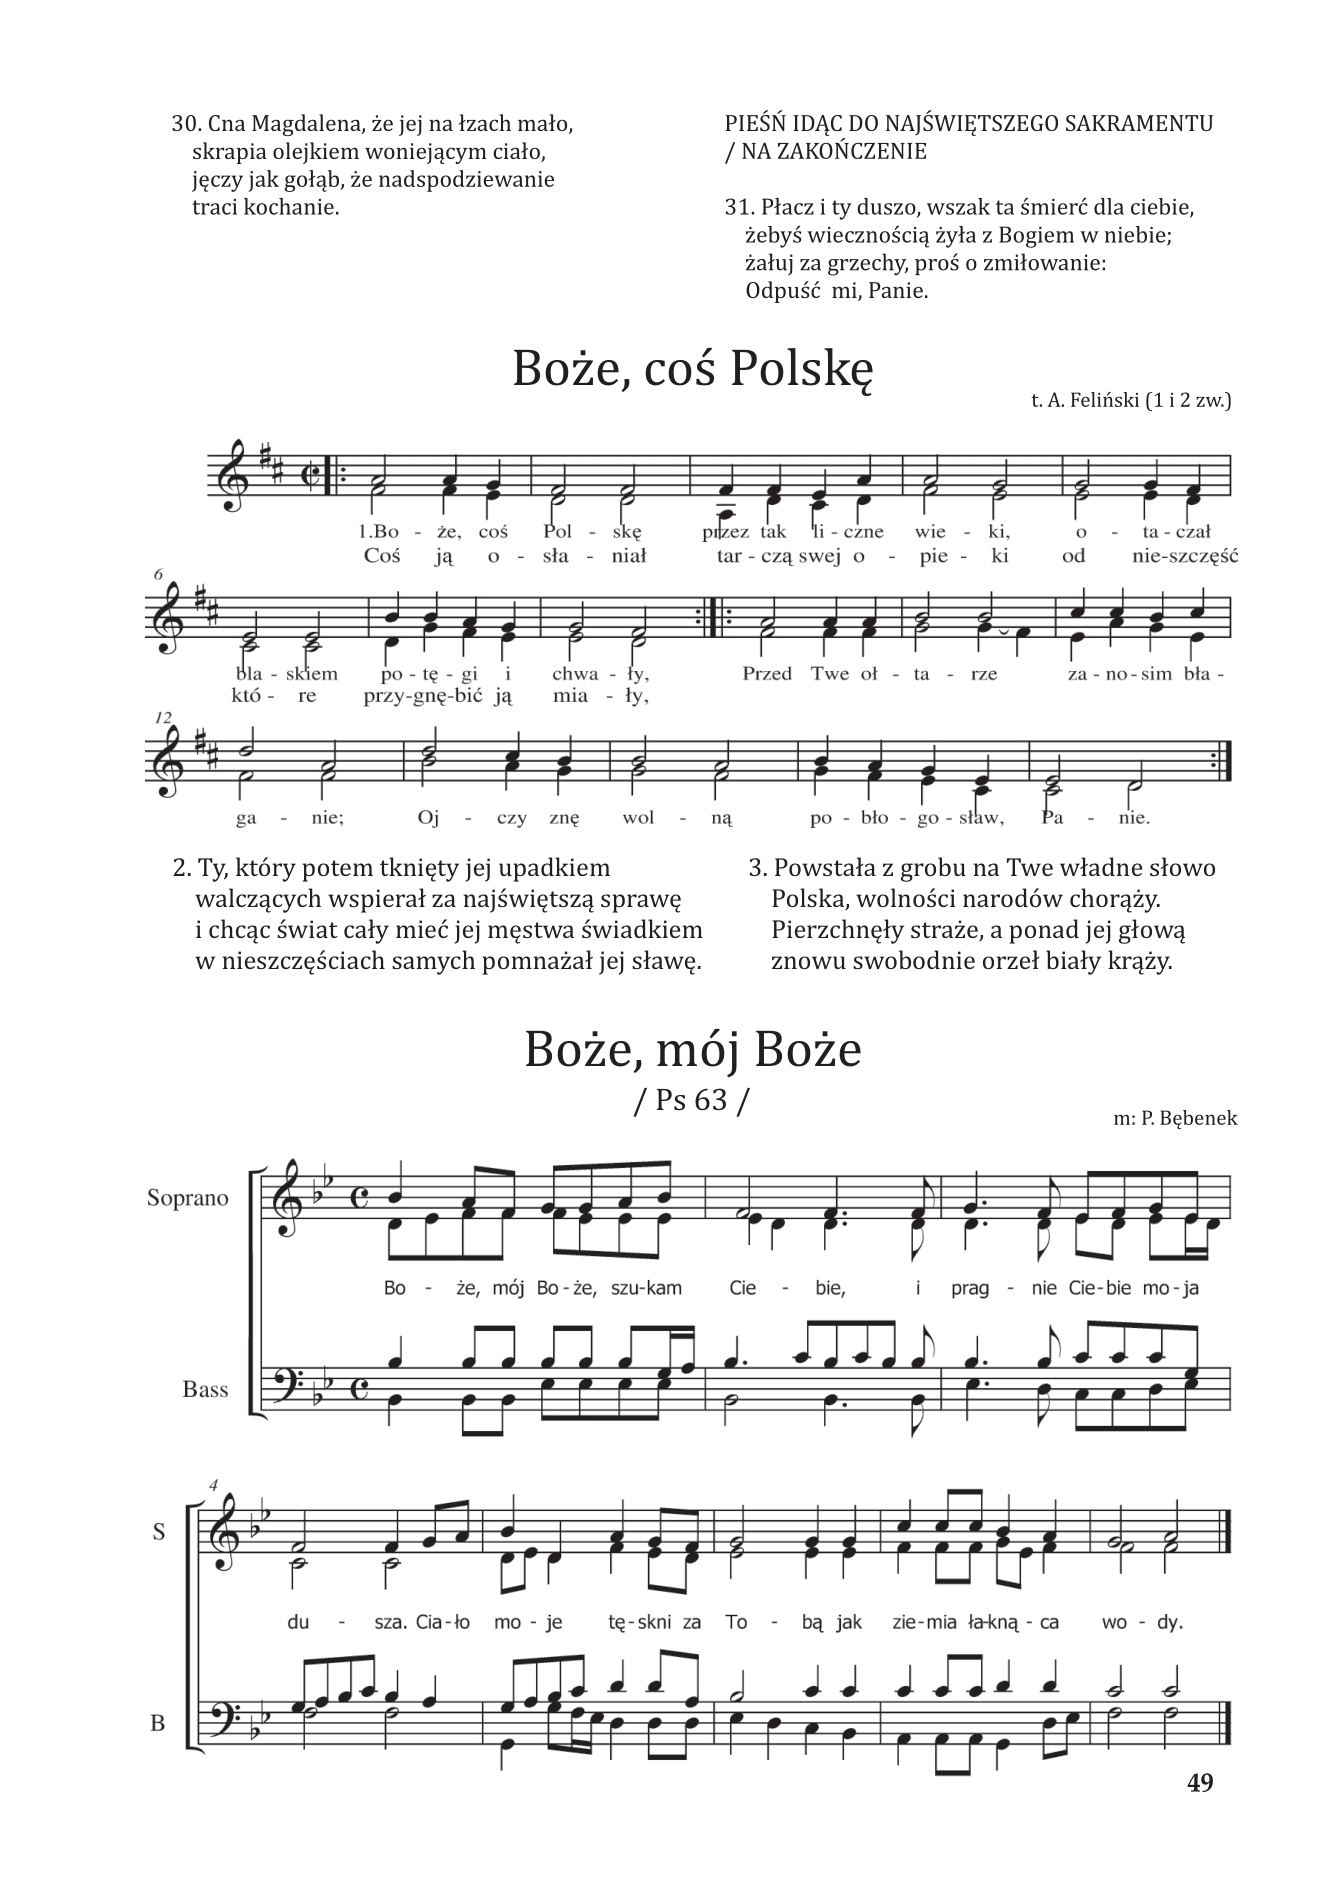 30. Cna Magdalena, że jej na łzach mało,
skrapia olejkiem woniejącym ciało,
jęczy jak gołąb, że nadspodziewanie
traci kochanie.
PIEŚŃ IDĄC DO NAJŚWIĘTSZEGO SAKRAMENTU
/ NA ZAKOŃCZENIE
31. Płacz i ty duszo, wszak ta śmierć dla ciebie,
żebyś wiecznością żyła z Bogiem w niebie;
żałuj za grzechy, proś o zmiłowanie:
Odpuść mi, Panie.
Boże, coś Polskę
t. A. Feliński (1 i 2 zw.)
1.Bo - że, coś Pol - skę przez tak li - czne wie - ki, o - ta - czał
Coś ją o - sła - niał tar - czą swej o - pie - ki od nie-szczęść
6
bla - skiem po - tę - gi i chwa - ły, Przed Twe oł - ta - rze za - no - sim bła -
któ - re przy-gnę-bić ją mia - ły,
12
ga - nie; Oj - czy znę wol - ną po - bło - go - sław, Pa - nie.
2. Ty, który potem tknięty jej upadkiem
walczących wspierał za najświętszą sprawę
i chcąc świat cały mieć jej męstwa świadkiem
w nieszczęściach samych pomnażał jej sławę.
3. Powstała z grobu na Twe władne słowo
Polska, wolności narodów chorąży.
Pierzchnęły straże, a ponad jej głową
znowu swobodnie orzeł biały krąży.
Boże, mój Boże
/ Ps 63 /
m: P. Bębenek
Soprano
Bo - że, mój Bo - że, szu-kam Cie - bie, i prag - nie Cie-bie mo - ja
Bass
4
S
du - sza. Cia-ło mo - je tę - skni za To - bą jak zie-mia ła-kną - ca wo - dy.
B
49